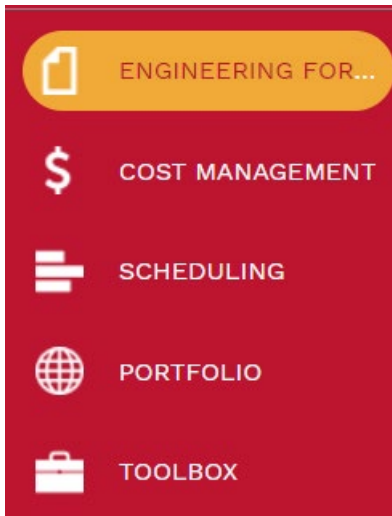 ENGINEERING FOR...
COST MANAGEMENT
SCHEDULING
PORTFOLIO
TOOLBOX